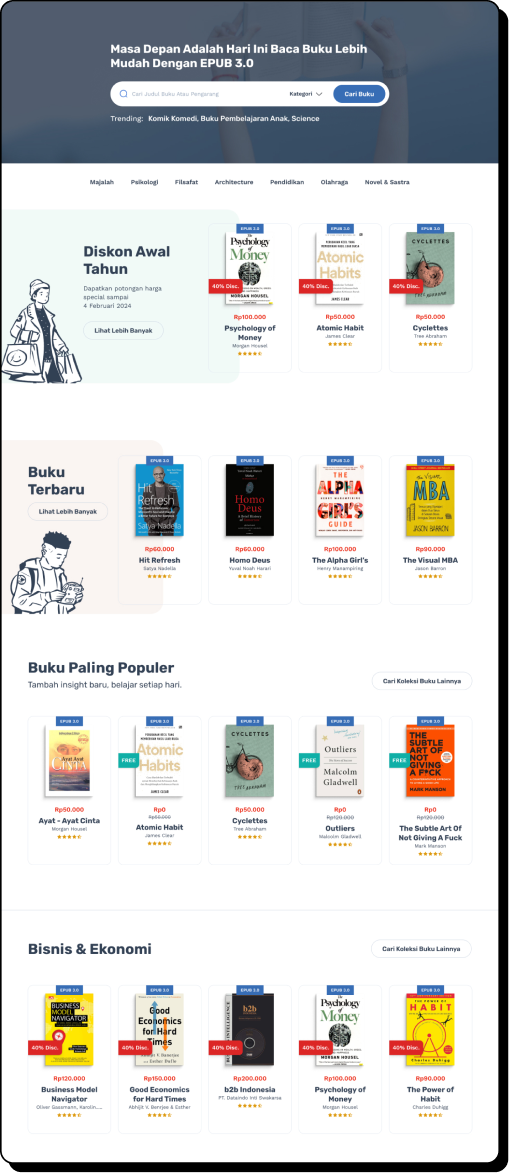 Masa Depan Adalah Hari Ini Baca Buku Lebih
Mudah Dengan EPUB 3.0
Cari Judul Buku Atau Pengarang
Kategori
Cari Buku
Trending: Komik Komedi, Buku Pembelajaran Anak, Science
Majalah Psikologi Filsafat Architecture Pendidikan Olahraga Novel & Sastra
Diskon Awal
Tahun
Dapatkan potongan harga
special sampai
4 Februari 2024
Lihat Lebih Banyak
EPUB 3.0
The Psychology
of
Money
MORGAN HOUSEL
40% Disc.
Rp100.000
Psychology of
Money
Morgan Housel
EPUB 3.0
Atomic
Habits
JAMES CLEAR
40% Disc.
Rp50.000
Atomic Habit
James Clear
EPUB 3.0
CYCLETTES
TREE ABRAHAM
40% Disc.
Rp50.000
Cyclettes
Tree Abraham
Buku
Terbaru
Lihat Lebih Banyak
EPUB 3.0
Hit
Refresh
Satya Nadella
Rp60.000
Hit Refresh
Satya Nadella
EPUB 3.0
Homo
Deus
Rp60.000
Homo Deus
Yuval Noah Harari
EPUB 3.0
THE
ALPHA
GIRL'S
GUIDE
HENRY MANAMPIRING
Rp100.000
The Alpha Girl's
Henry Manampiring
EPUB 3.0
The Visual
MBA
JASON BARRON
Rp90.000
The Visual MBA
Jason Barron
Buku Paling Populer
Tambah insight baru, belajar setiap hari.
Cari Koleksi Buku Lainnya
EPUB 3.0
Ayat Ayat
Cinta
Rp50.000
Ayat - Ayat Cinta
Morgan Housel
EPUB 3.0
Atomic
Habits
JAMES CLEAR
FREE
Rp0
Atomic Habit
James Clear
EPUB 3.0
CYCLETTES
TREE ABRAHAM
Rp50.000
Cyclettes
Tree Abraham
EPUB 3.0
Outliers
Malcolm
Gladwell
FREE
Rp0
Rp120.000
Outliers
Malcolm Gladwell
EPUB 3.0
THE
SUBTLE
ART OF
NOT
GIVING
A F*CK
MARK MANSON
FREE
Rp0
Rp120.000
The Subtle Art Of
Not Giving A Fuck
Mark Manson
Bisnis & Ekonomi
Cari Koleksi Buku Lainnya
EPUB 3.0
BUSINESS
MODEL
NAVIGATOR
40% Disc.
Rp120.000
Business Model
Navigator
Oliver Gassmann, Karolin,...
EPUB 3.0
Good
Economics
for Hard
Times
40% Disc.
Rp150.000
Good Economics
for Hard Times
Abhijit V. Benrjee & Esther
EPUB 3.0
b2b
40% Disc.
Rp200.000
b2b Indonesia
PT. Dataindo Inti Swakarsa
EPUB 3.0
The Psychology
of
Money
MORGAN HOUSEL
40% Disc.
Rp100.000
Psychology of
Money
Morgan Housel
EPUB 3.0
THE POWER OF
HABIT
Charles Duhigg
40% Disc.
Rp90.000
The Power of
Habit
Charles Duhigg